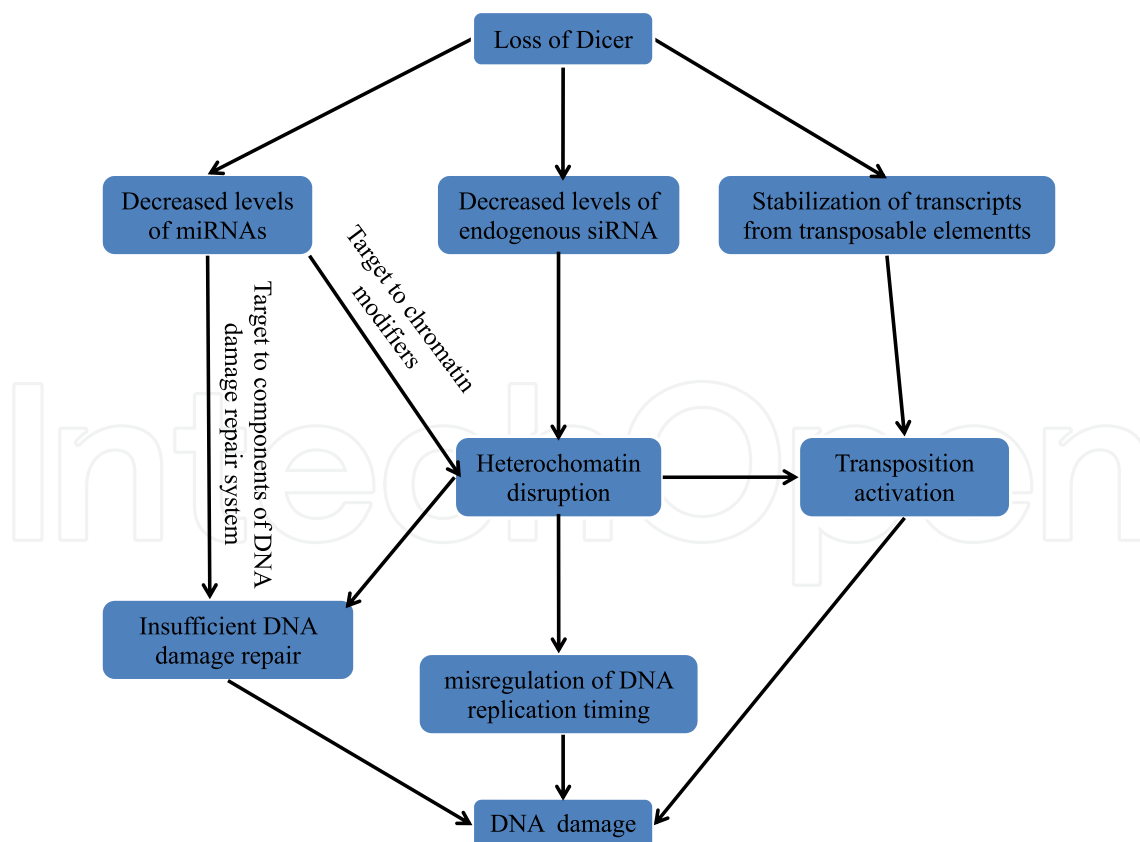 Loss of Dicer
Decreased levels
of miRNAs
Decreased levels of
endogenous siRNA
Stabilization of transcripts
from transposable elementts
Target to chromatin
modifiers
Target to components of DNA
damage repair system
Heterochomatin
disruption
Transposition
activation
Insufficient DNA
damage repair
misregulation of DNA
replication timing
DNA damage
IntechOpen